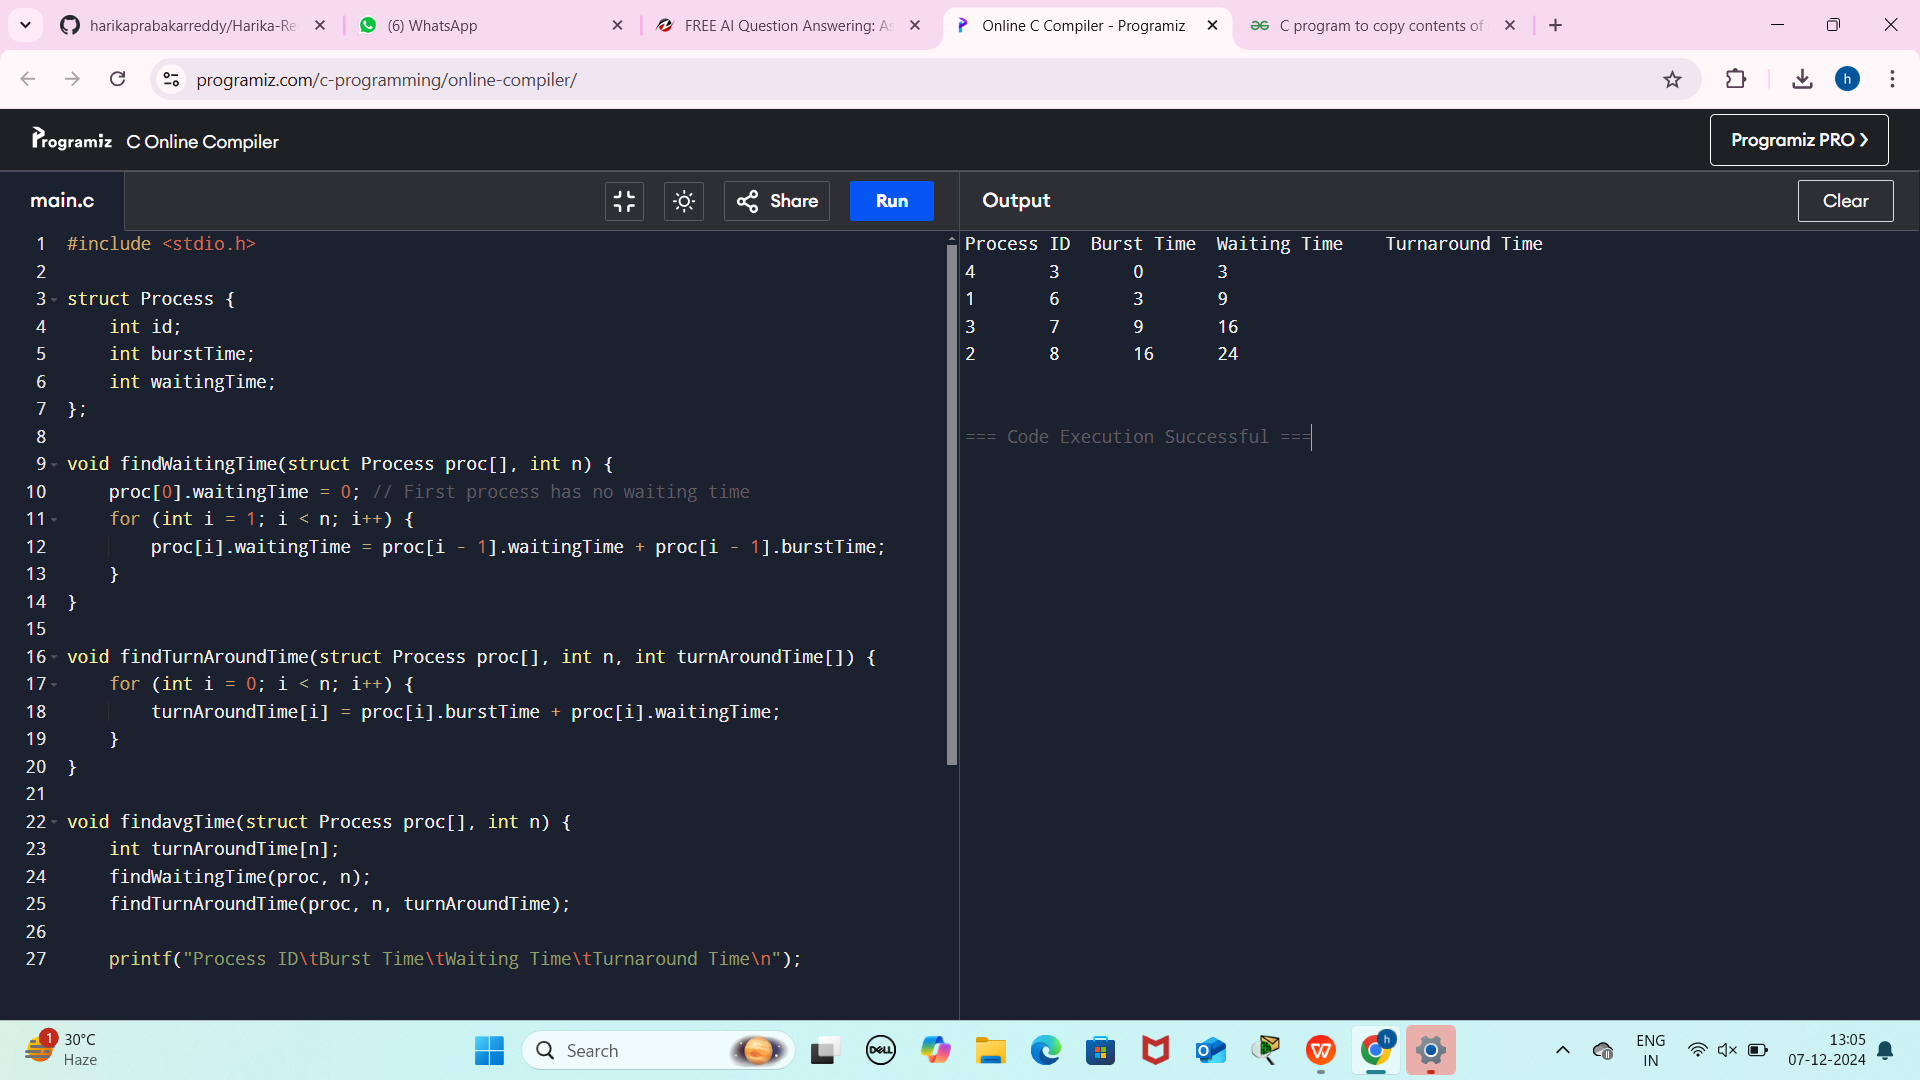 harikaprabakarreddy/Harika-Re
(6) WhatsApp
FREE AI Question Answering: As
Online C Compiler - Programiz
C program to copy contents of
programiz.com/c-programming/online-compiler/
h
Programiz C Online Compiler
Programiz PRO
main.c
Share
Run
Output
Clear
1 #include <stdio.h>
2
3 struct Process {
4 int id;
5 int burstTime;
6 int waitingTime;
7 };
8
9 void findWaitingTime(struct Process proc[], int n) {
10 proc[0].waitingTime = 0; // First process has no waiting time
11 for (int i = 1; i < n; i++) {
12 proc[i].waitingTime = proc[i - 1].waitingTime + proc[i - 1].burstTime;
13 }
14 }
15
16 void findTurnAroundTime(struct Process proc[], int n, int turnAroundTime[]) {
17 for (int i = 0; i < n; i++) {
18 turnAroundTime[i] = proc[i].burstTime + proc[i].waitingTime;
19 }
20 }
21
22 void findavgTime(struct Process proc[], int n) {
23 int turnAroundTime[n];
24 findWaitingTime(proc, n);
25 findTurnAroundTime(proc, n, turnAroundTime);
26
27 printf("Process ID\tBurst Time\tWaiting Time\tTurnaround Time\n");
Process ID Burst Time Waiting Time Turnaround Time
4 3 0 3
1 6 3 9
3 7 9 16
2 8 16 24
=== Code Execution Successful ===
1
30°C
Haze
Search
DELL
h
ENG
IN
13:05
07-12-2024